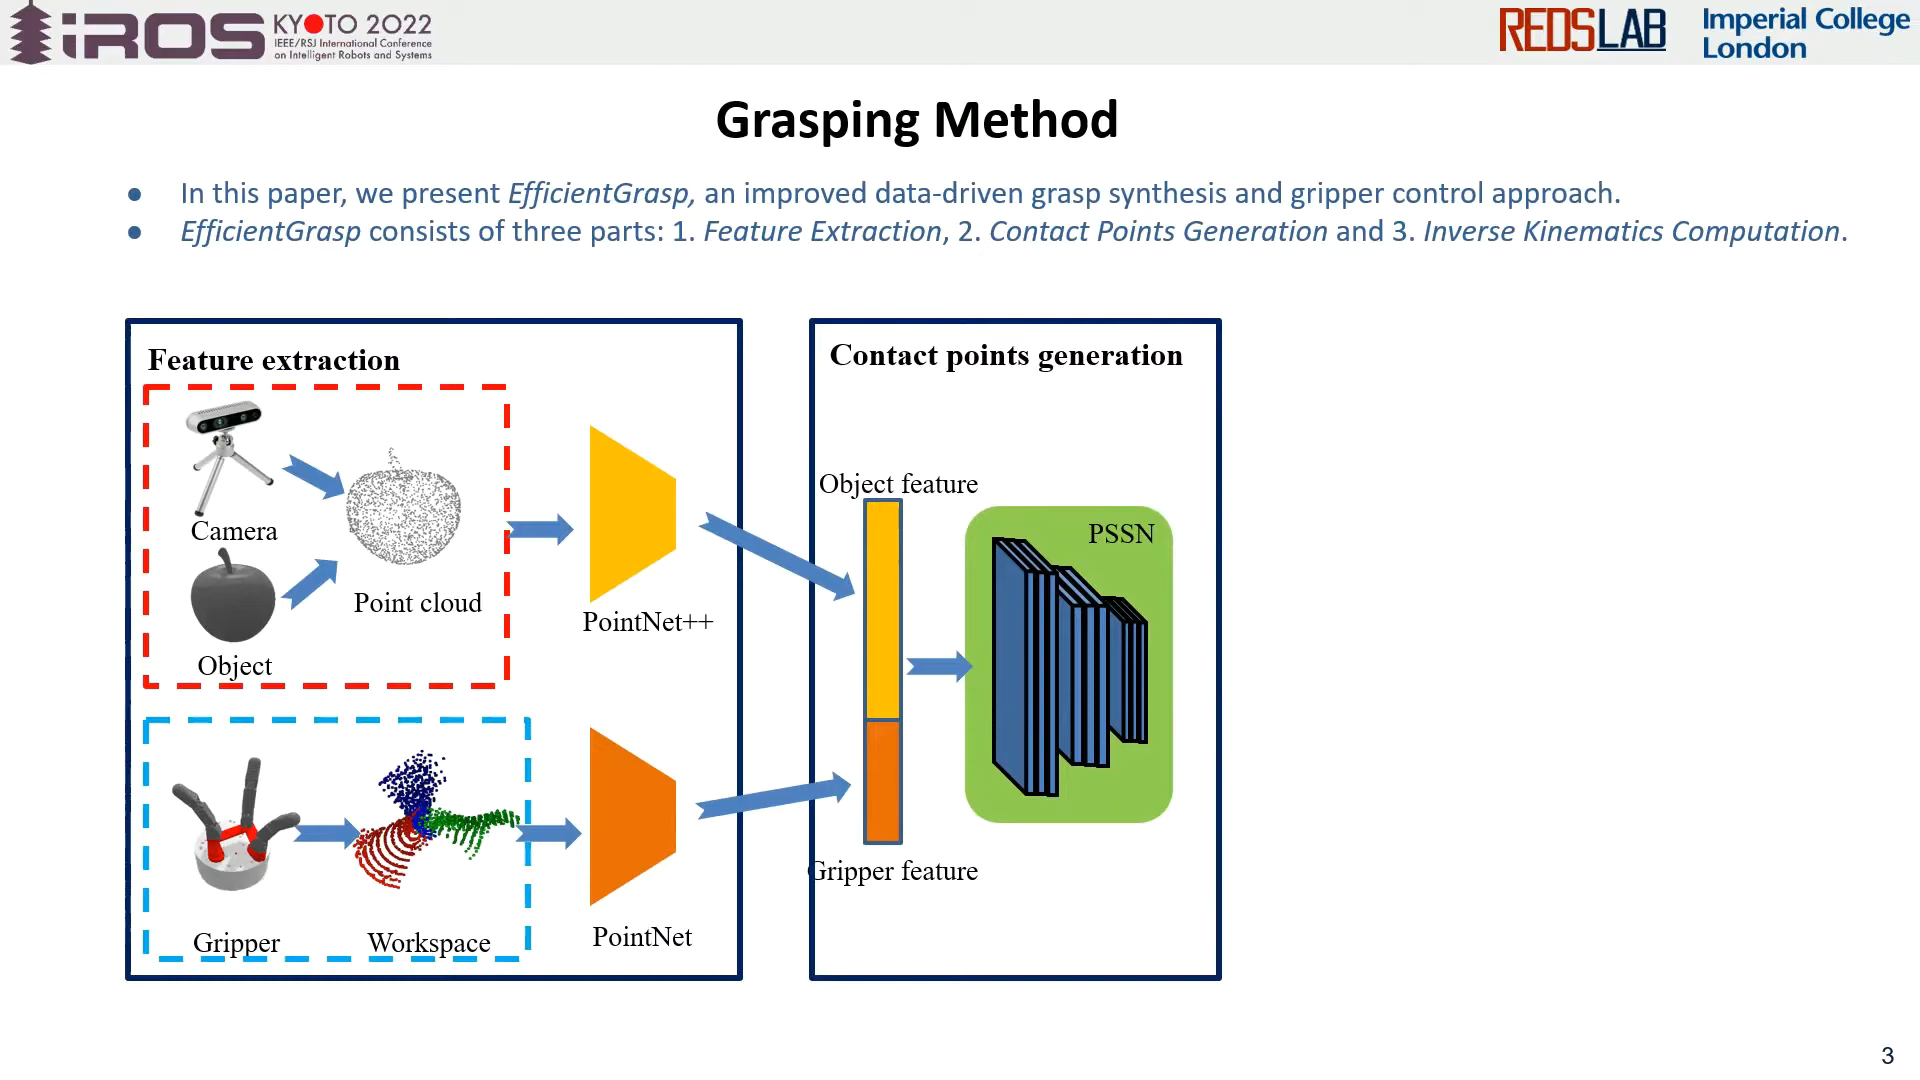 iROS KYOTO 2022
IEEE/RSJ International Conference
on Intelligent Robots and Systems
REDSLAB
Imperial College
London
Grasping Method
● In this paper, we present EfficientGrasp, an improved data-driven grasp synthesis and gripper control approach.
● EfficientGrasp consists of three parts: 1. Feature Extraction, 2. Contact Points Generation and 3. Inverse Kinematics Computation.
Feature extraction
Camera
Object
Point cloud
PointNet++
Gripper
Workspace
PointNet
Contact points generation
Object feature
PSSN
Gripper feature
3